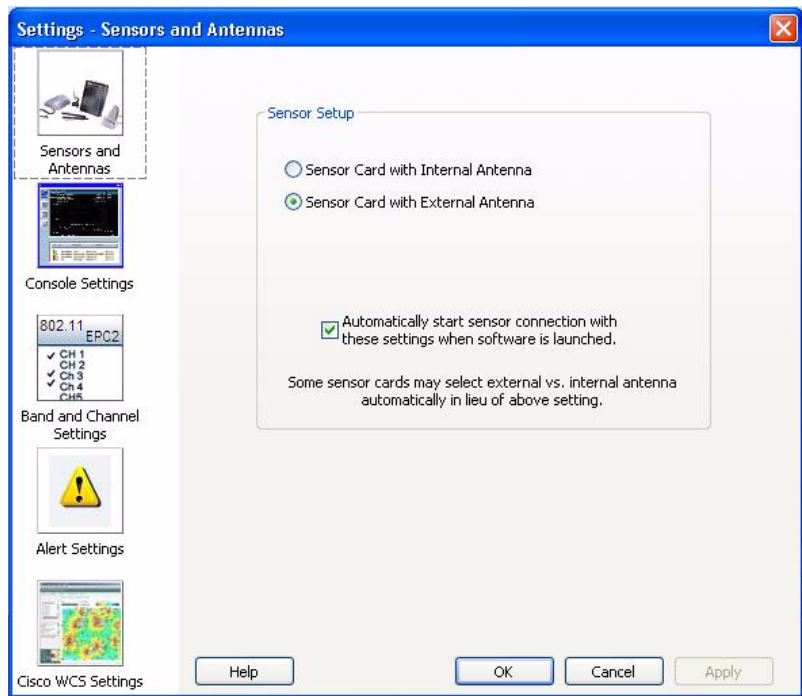 Settings - Sensors and Antennas
Sensors and
Antennas
Console Settings
802.11
EPC2
CH 1
CH 2
Ch 3
Ch 4
CH5
Band and Channel
Settings
Alert Settings
Cisco WCS Settings
Sensor Setup
Sensor Card with Internal Antenna
Sensor Card with External Antenna
Automatically start sensor connection with
these settings when software is launched.
Some sensor cards may select external vs. internal antenna
automatically in lieu of above setting.
Help
OK
Cancel
Apply